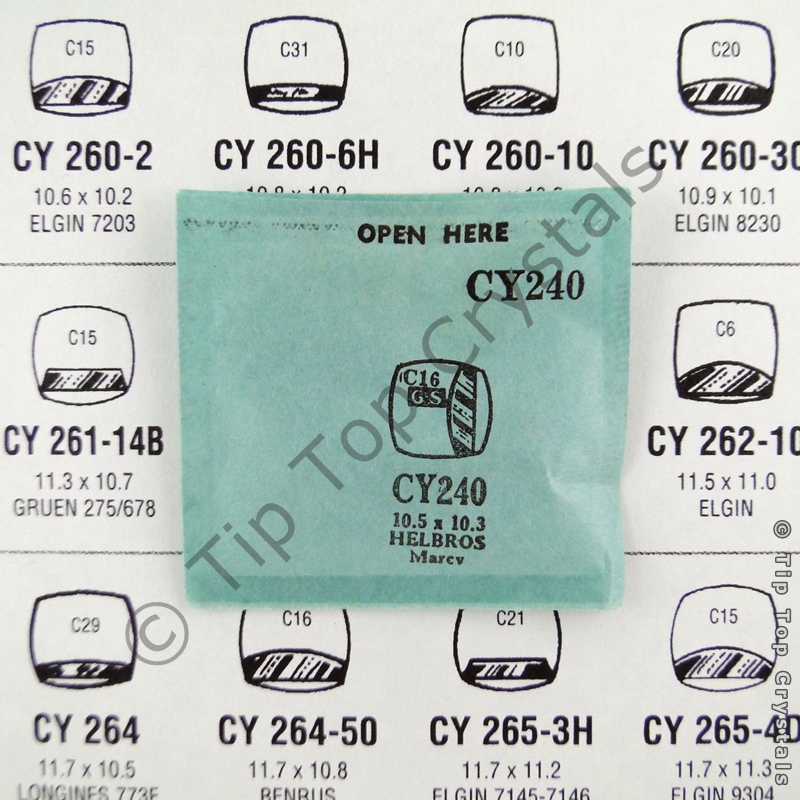 C15 C31 C10 C20
CY 260-2 CY 260-6H CY 260-10 CY 260-30
10.6 x 10.2 10.9 x 10.1
ELGIN 7203 ELGIN 8230
OPEN HERE
CY240
C15 C6
C16
G-S
CY 261-14B CY 262-10
11.3 x 10.7 11.5 x 11.0
GRUEN 275/678 ELGIN
CY240
10.5 x 10.3
HELBROS
Marcy
C29 C16 C21 C15
CY 264 CY 264-50 CY 265-3H CY 265-4D
11.7 x 10.5 11.7 x 10.8 11.7 x 11.2 11.7 x 11.3
LONGINES 773E BENRUS ELGIN 7145-7146 ELGIN 9304
© Tip Top Crystals
© Tip Top Crystals